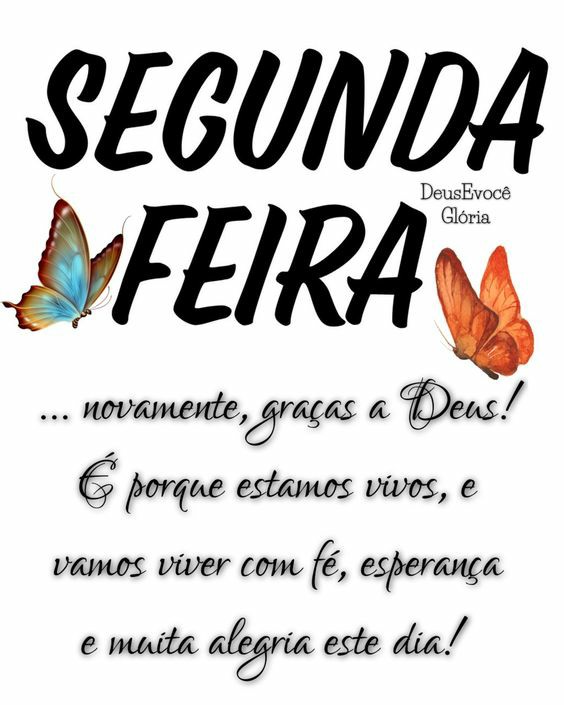 SEGUNDA
FEIRA
DeusEvocê
Glória
... novamente, graças a Deus!
É porque estamos vivos, e
vamos viver com fé, esperança
e muita alegria este dia!